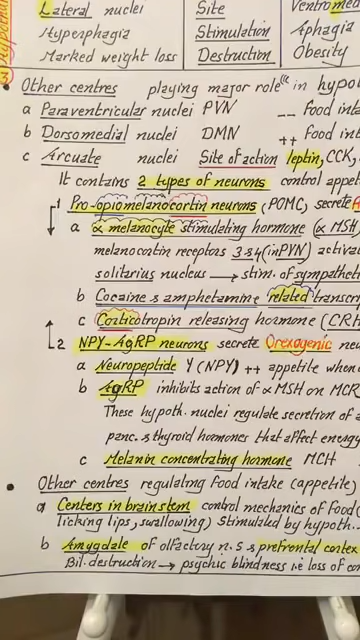 Lateral nuclei Site Ventromed
Hyperphagia Stimulation Aphagia
Marked weight loss Destruction Obesity
• Other centres playing major role in hypo
a Paraventricular nuclei PVN __ Food inta
b Dorsomedial nuclei DMN ++ Food int
c Arcuate nuclei Site of action leptin, CCK,
It contains 2 types of neurons control appet
1 Pro-opiomelanocortin neurons (POMC, secrete A
a α melanocyte stimulating hormone (α MSH)
melanocortin receptors 3 & 4 (in PVN) activa
solitarius nucleus → stim. of sympathet
b Cocaine & amphetamine related transcri
c Corticotropin releasing hormone (CRH
2 NPY-AgRP neurons secrete Orexogenic neu
a Neuropeptide Y (NPY) ++ appetite when
b AgRP inhibits action of α MSH on MCR
These hypoth. nuclei regulate secretion of a
panc. & thyroid hormones that affect energy
c Melanin concentrating hormone MCH
• Other centres regulating Food intake (appetite)
a Centers in brainstem control mechanics of Food (
licking lips, swallowing) Stimulated by hypoth.
b Amygdale of olfactory n. S & prefrontal cortex
Bil. destruction → psychic blindness i.e loss of con